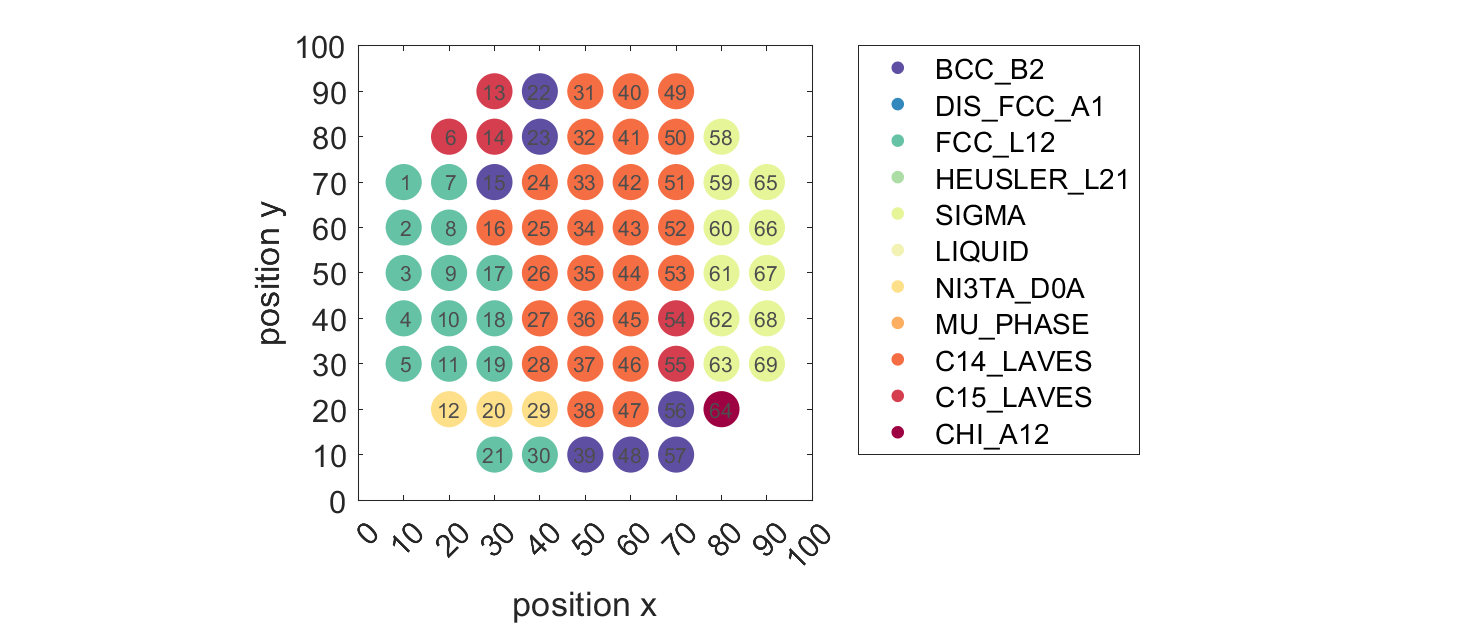 100
90
80
70
60
50
40
30
20
10
0
position y
13 22 31 40 49
6 14 23 32 41 50 58
1 7 15 24 33 42 51 59 65
2 8 16 25 34 43 52 60 66
3 9 17 26 35 44 53 61 67
4 10 18 27 36 45 54 62 68
5 11 19 28 37 46 55 63 69
12 20 29 38 47 56 64
21 30 39 48 57
0 10 20 30 40 50 60 70 80 90 100
position x
BCC_B2
DIS_FCC_A1
FCC_L12
HEUSLER_L21
SIGMA
LIQUID
NI3TA_D0A
MU_PHASE
C14_LAVES
C15_LAVES
CHI_A12